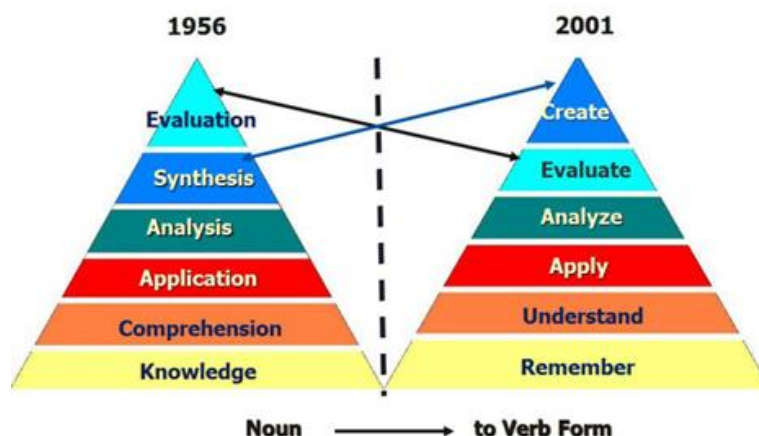 1956
2001
Evaluation
Create
Synthesis
Evaluate
Analysis
Analyze
Application
Apply
Comprehension
Understand
Knowledge
Remember
Noun to Verb Form